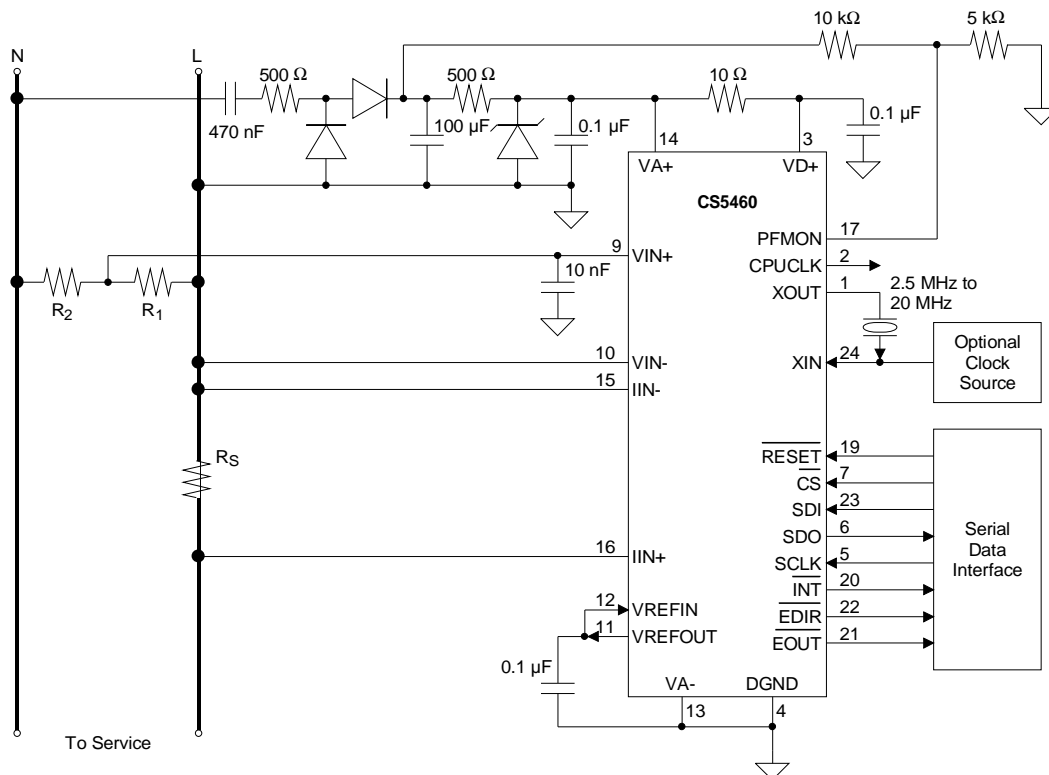 10 kΩ
5 kΩ
N
L
500 Ω
500 Ω
10 Ω
470 nF
100 µF
0.1 µF
0.1 µF
14
3
VA+
VD+
CS5460
9
VIN+
PFMON
17
CPUCLK
2
10 nF
XOUT
1
2.5 MHz to
20 MHz
R2
R1
10
VIN-
XIN
24
Optional
Clock
Source
15
IIN-
RS
RESET
19
CS
7
SDI
23
SDO
6
Serial
Data
Interface
16
IIN+
SCLK
5
INT
20
12
VREFIN
EDIR
22
11
VREFOUT
EOUT
21
0.1 µF
VA-
DGND
13
4
To Service